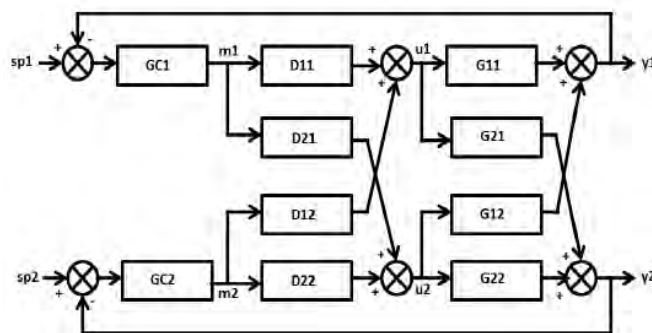 sp1 + - GC1 m1 D11 + + u1 G11 + + y1
D21 G21
D12 G12
sp2 + - GC2 m2 D22 + + u2 G22 + + y2